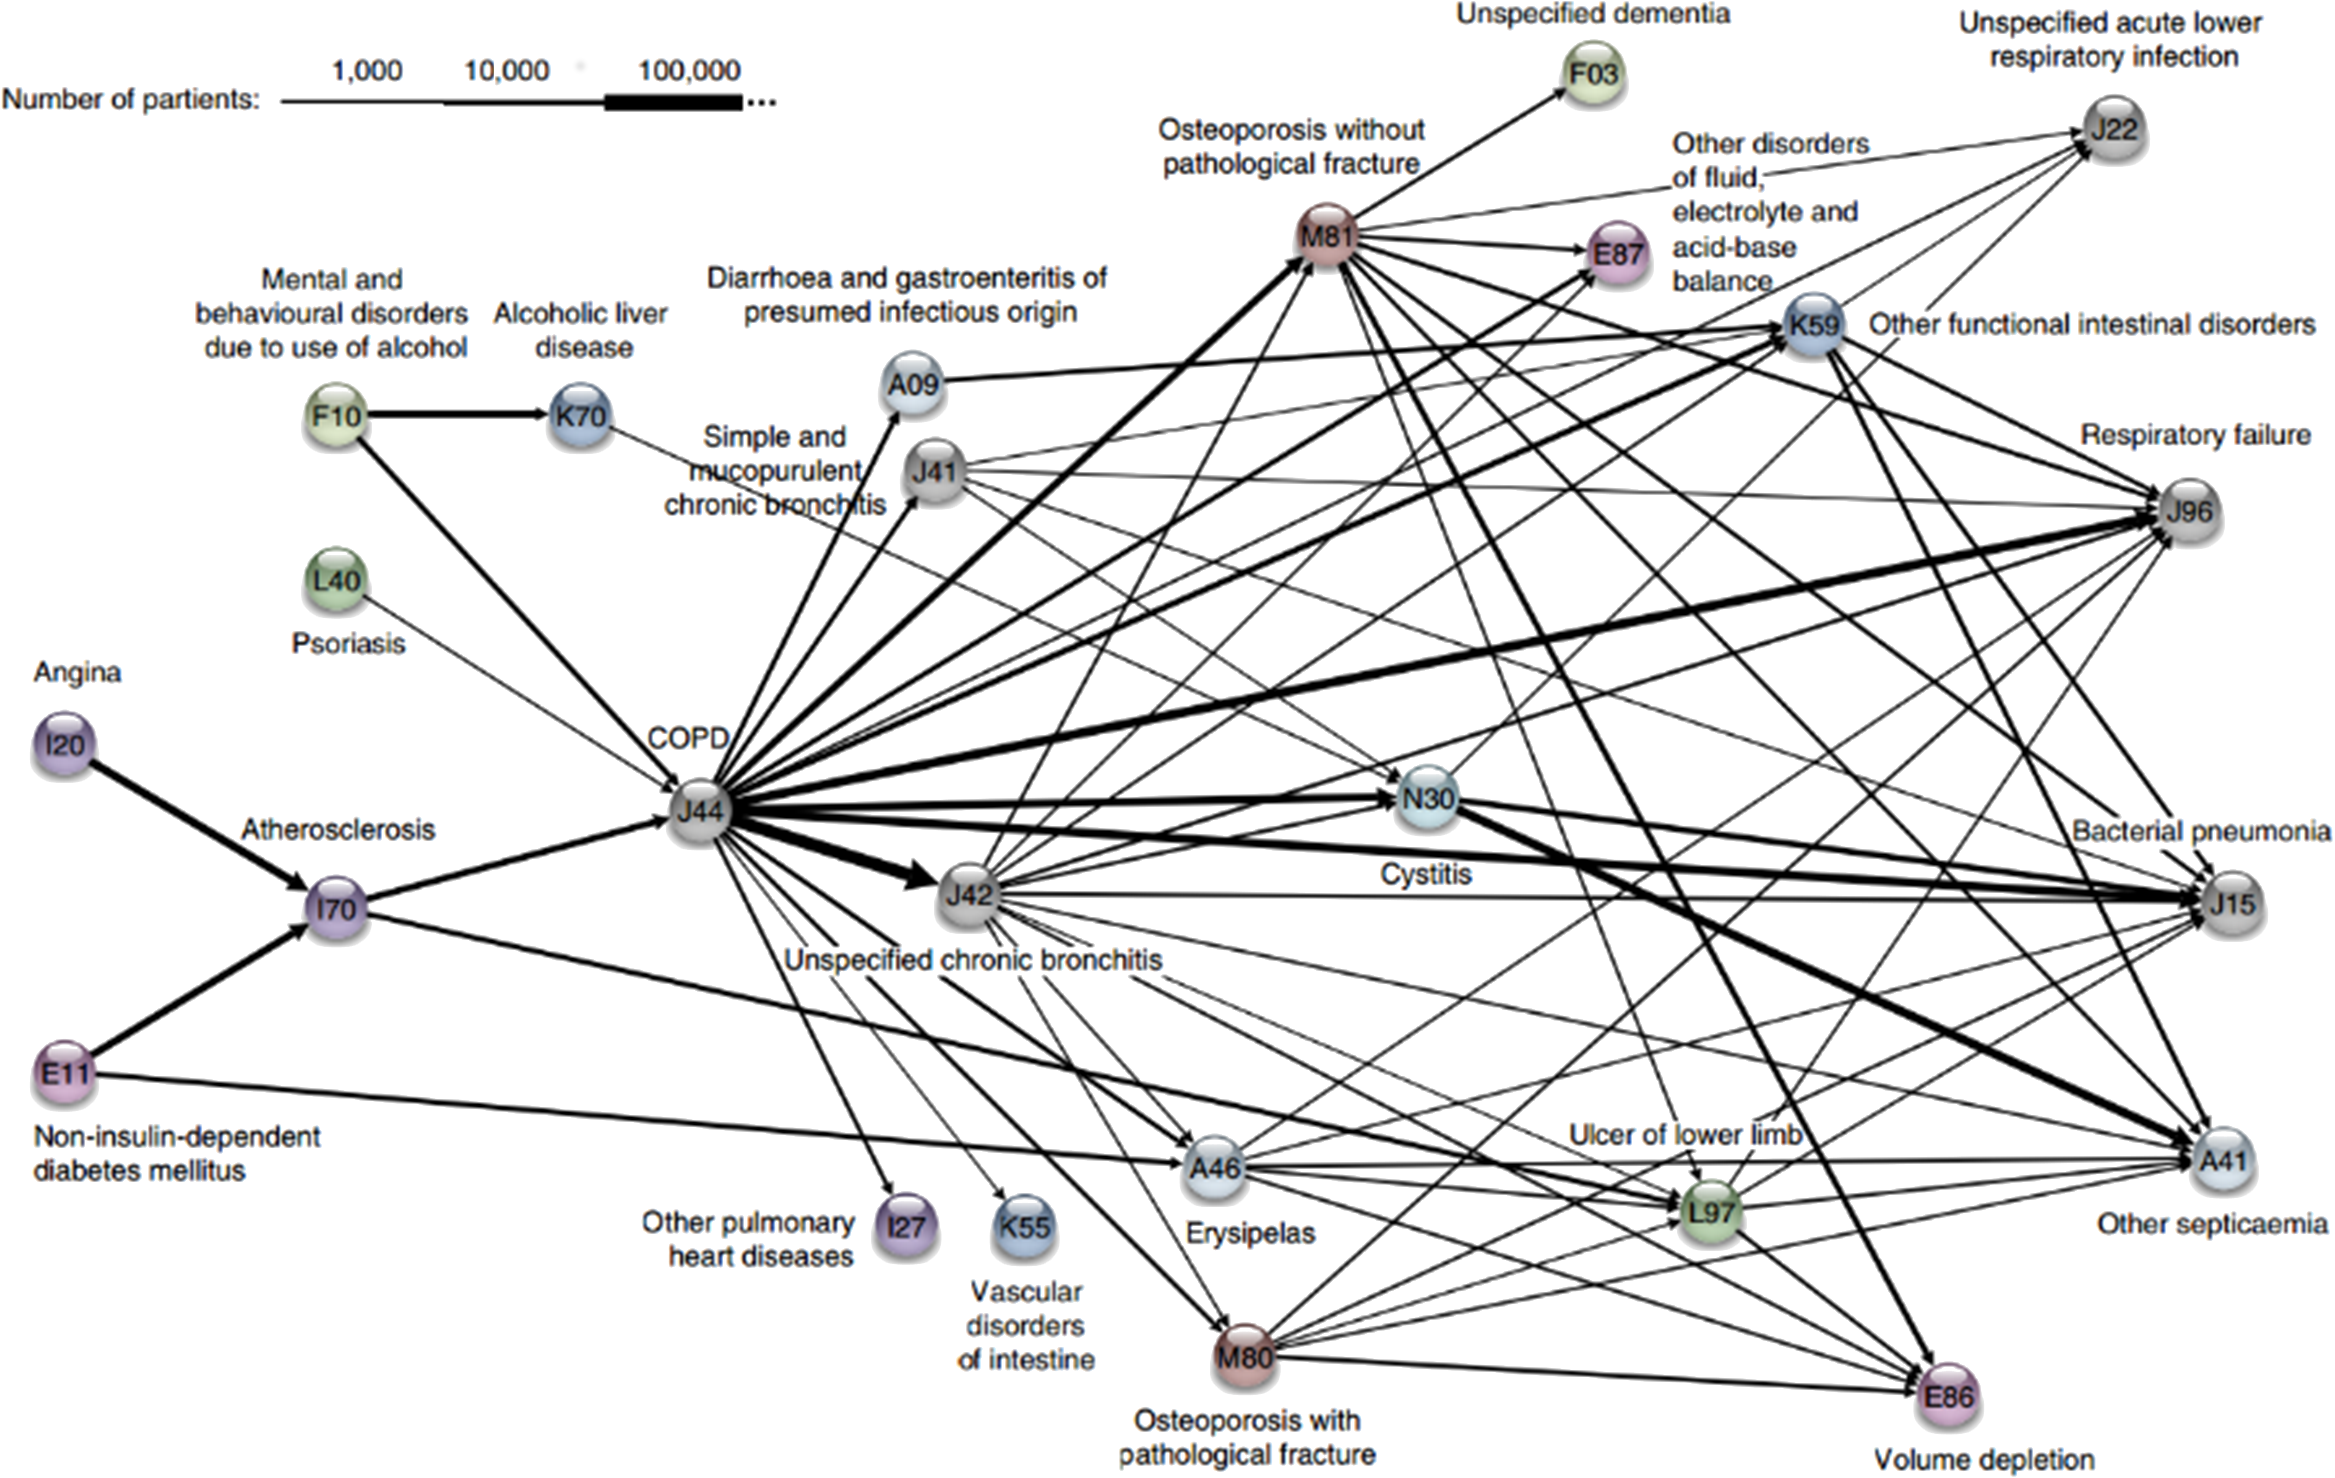 Number of partients:
1,000 10,000 100,000
Unspecified dementia
F03
Unspecified acute lower
respiratory infection
J22
Osteoporosis without
pathological fracture
M81
Other disorders
of fluid,
electrolyte and
acid-base
balance
E87
Mental and
behavioural disorders
due to use of alcohol
F10
Alcoholic liver
disease
K70
Diarrhoea and gastroenteritis of
presumed infectious origin
A09
K59
Other functional intestinal disorders
Simple and
mucopurulent
chronic bronchitis
J41
Respiratory failure
J96
L40
Psoriasis
Angina
I20
COPD
J44
Atherosclerosis
I70
N30
Cystitis
Bacterial pneumonia
J15
J42
Unspecified chronic bronchitis
E11
Non-insulin-dependent
diabetes mellitus
A46
Erysipelas
Ulcer of lower limb
L97
A41
Other septicaemia
Other pulmonary
heart diseases
I27
K55
Vascular
disorders
of intestine
M80
Osteoporosis with
pathological fracture
E86
Volume depletion